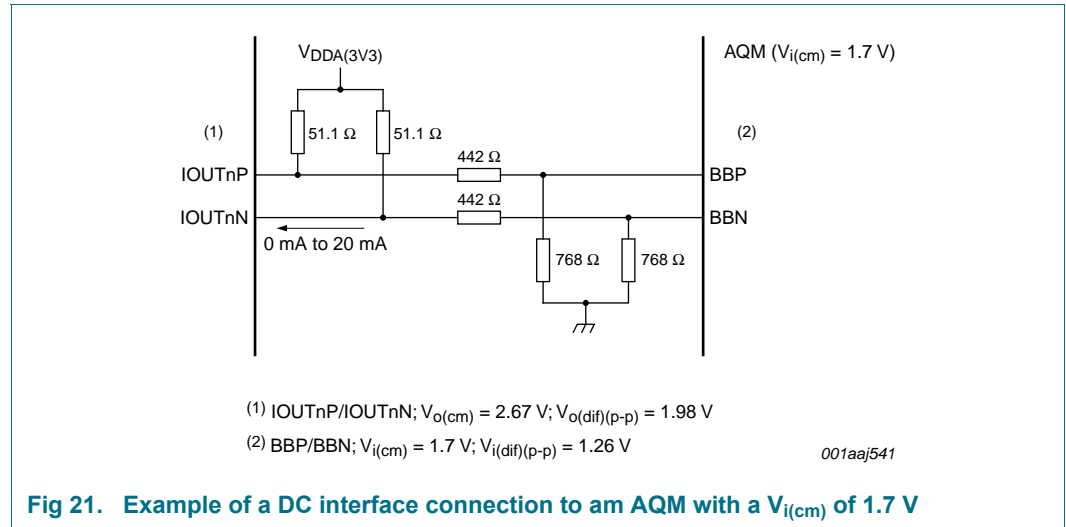 V_DDA(3V3)
AQM (V_i(cm) = 1.7 V)
(1)
51.1 Ω
51.1 Ω
(2)
442 Ω
IOUTnP
BBP
442 Ω
IOUTnN
BBN
0 mA to 20 mA
768 Ω
768 Ω
(1) IOUTnP/IOUTnN; V_o(cm) = 2.67 V; V_o(dif)(p-p) = 1.98 V
(2) BBP/BBN; V_i(cm) = 1.7 V; V_i(dif)(p-p) = 1.26 V
001aaj541
Fig 21. Example of a DC interface connection to am AQM with a V_i(cm) of 1.7 V